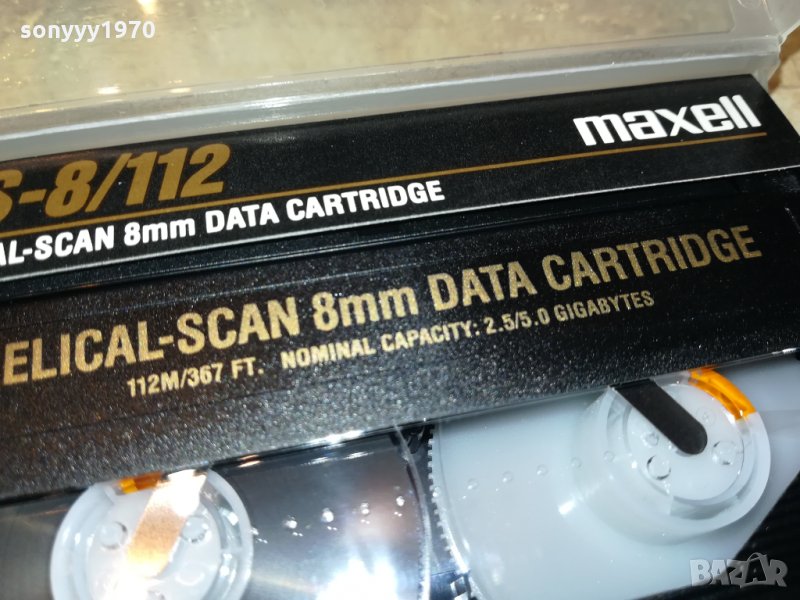 sonyyy1970
maxell
S-8/112
AL-SCAN 8mm DATA CARTRIDGE
ELICAL-SCAN 8mm DATA CARTRIDGE
112M/367 FT. NOMINAL CAPACITY: 2.5/5.0 GIGABYTES
BAZAR